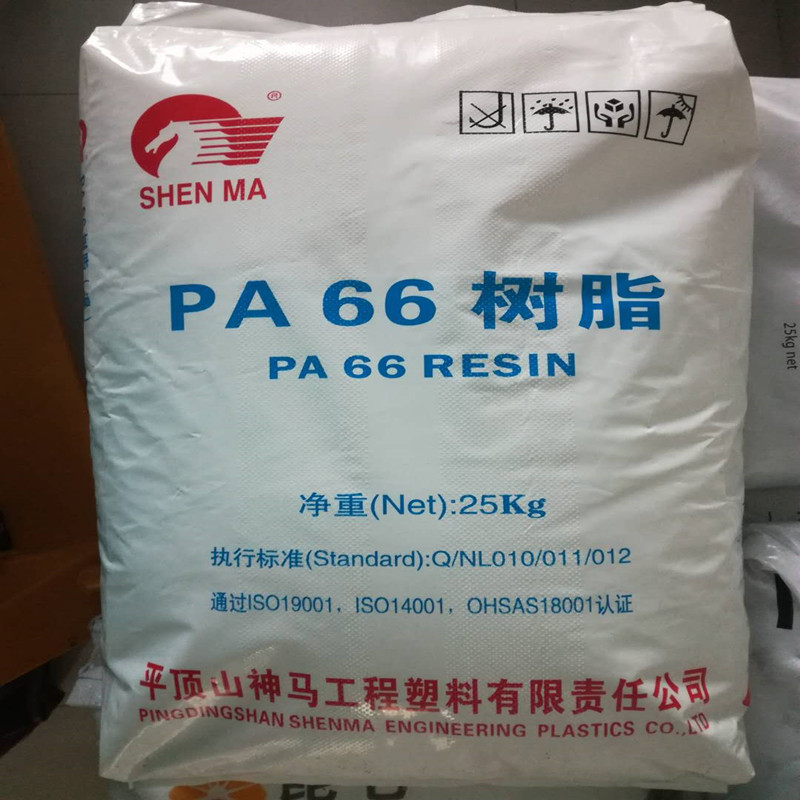 ®
SHEN MA
PA 66 树脂
PA 66 RESIN
净重(Net):25Kg
执行标准(Standard):Q/NL010/011/012
通过ISO19001，ISO14001，OHSAS18001认证
平顶山神马工程塑料有限责任公司
PINGDINGSHAN SHENMA ENGINEERING PLASTICS CO.,LTD
25kg net